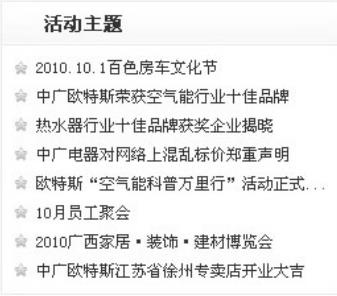 活动主题
2010.10.1百色房车文化节
中广欧特斯荣获空气能行业十佳品牌
热水器行业十佳品牌获奖企业揭晓
中广电器对网络上混乱标价郑重声明
欧特斯“空气能科普万里行”活动正式...
10月员工聚会
2010广西家居·装饰·建材博览会
中广欧特斯江苏省徐州专卖店开业大吉